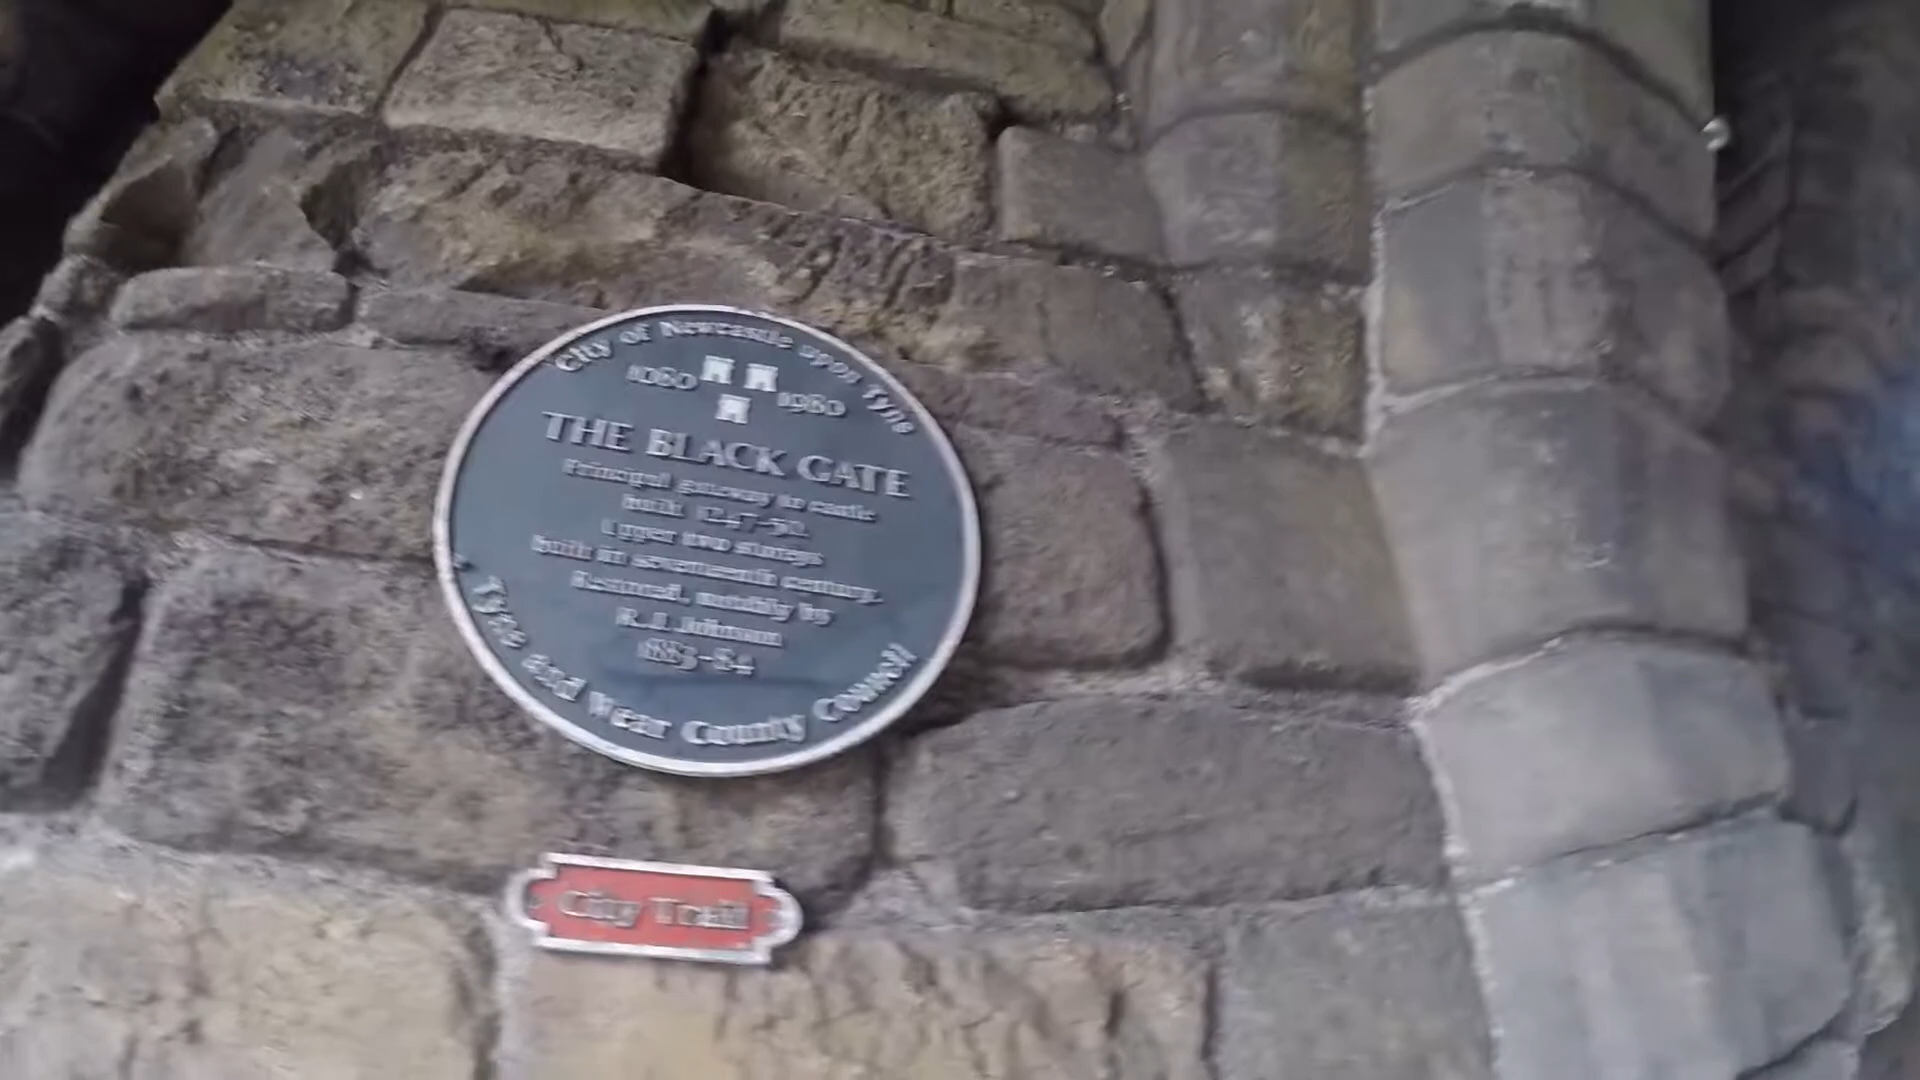 City of Newcastle upon Tyne
1080 1980
THE BLACK GATE
Principal gateway to castle
built 1247-50.
Upper two storeys
built in seventeenth century.
Restored, notably by
R.J. Johnson
1883-84
Tyne and Wear County Council
City Trail